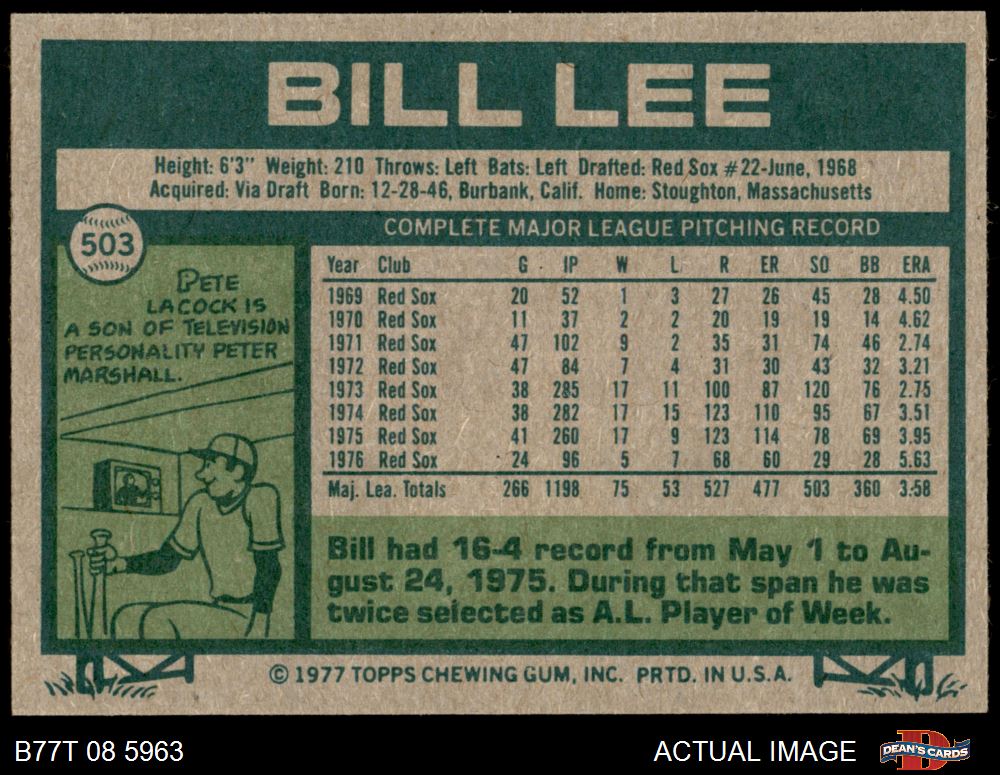 BILL LEE
Height: 6'3" Weight: 210 Throws: Left Bats: Left Drafted: Red Sox #22-June, 1968
Acquired: Via Draft Born: 12-28-46, Burbank, Calif. Home: Stoughton, Massachusetts
503
COMPLETE MAJOR LEAGUE PITCHING RECORD
PETE
LACOCK IS
A SON OF TELEVISION
PERSONALITY PETER
MARSHALL.
Year Club G IP W L R ER SO BB ERA
1969 Red Sox 20 52 1 3 27 26 45 28 4.50
1970 Red Sox 11 37 2 2 20 19 19 14 4.62
1971 Red Sox 47 102 9 2 35 31 74 46 2.74
1972 Red Sox 47 84 7 4 31 30 43 32 3.21
1973 Red Sox 38 285 17 11 100 87 120 76 2.75
1974 Red Sox 38 282 17 15 123 110 95 67 3.51
1975 Red Sox 41 260 17 9 123 114 78 69 3.95
1976 Red Sox 24 96 5 7 68 60 29 28 5.63
Maj. Lea. Totals 266 1198 75 53 527 477 503 360 3.58
Bill had 16-4 record from May 1 to Au-
gust 24, 1975. During that span he was
twice selected as A.L. Player of Week.
© 1977 TOPPS CHEWING GUM, INC. PRTD. IN U.S.A.
B77T 08 5963
ACTUAL IMAGE
DEAN'S CARDS